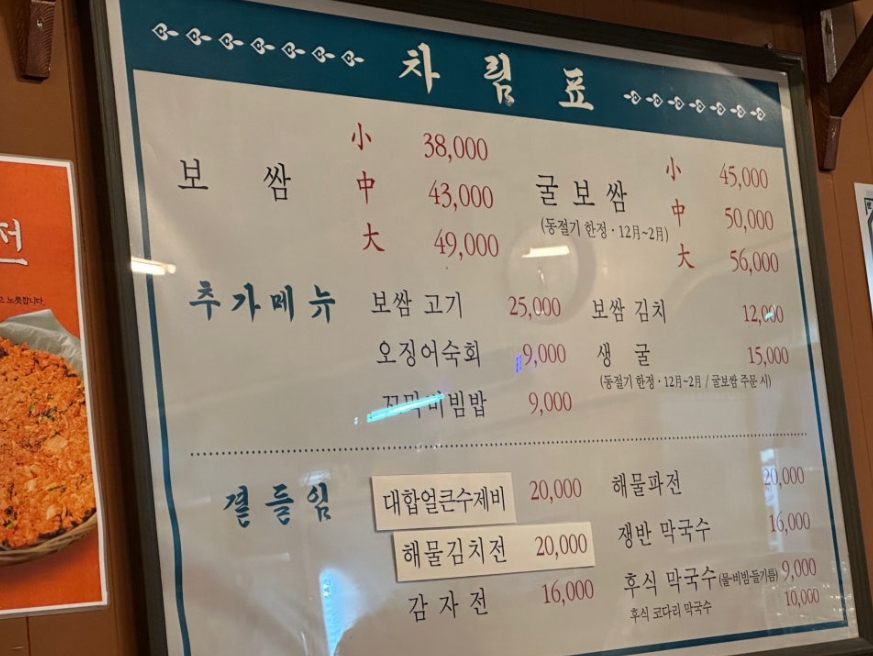 차림표
보쌈 小 38,000
中 43,000
大 49,000
굴보쌈 小 45,000
(동절기 한정·12월~2월) 中 50,000
大 56,000
추가메뉴 보쌈 고기 25,000 보쌈 김치 12,000
오징어숙회 9,000 생굴 15,000
(동절기 한정·12월~2월 / 굴보쌈 주문 시)
꼬막비빔밥 9,000
곁들임 대합얼큰수제비 20,000 해물파전 20,000
해물김치전 20,000 쟁반 막국수 16,000
감자전 16,000 후식 막국수(물·비빔·들기름) 9,000
후식 코다리 막국수 10,000
전